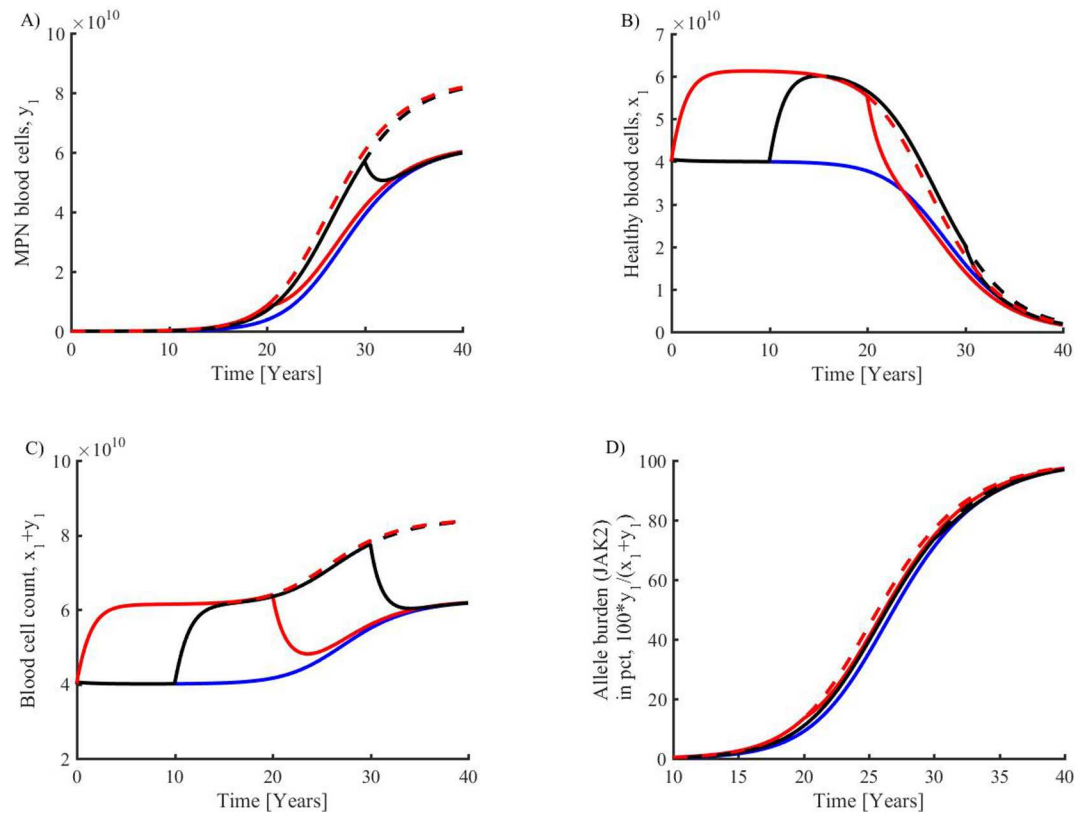 A)
×10^10
10
8
6
4
2
0
MPN blood cells, y_1
0 10 20 30 40
Time [Years]
B)
×10^10
7
6
5
4
3
2
1
0
Healthy blood cells, x_1
0 10 20 30 40
Time [Years]
C)
×10^10
10
8
6
4
2
Blood cell count, x_1+y_1
0 10 20 30 40
Time [Years]
D)
100
80
60
40
20
0
Allele burden (JAK2)
in pct, 100*y_1/(x_1+y_1)
10 15 20 25 30 35 40
Time [Years]